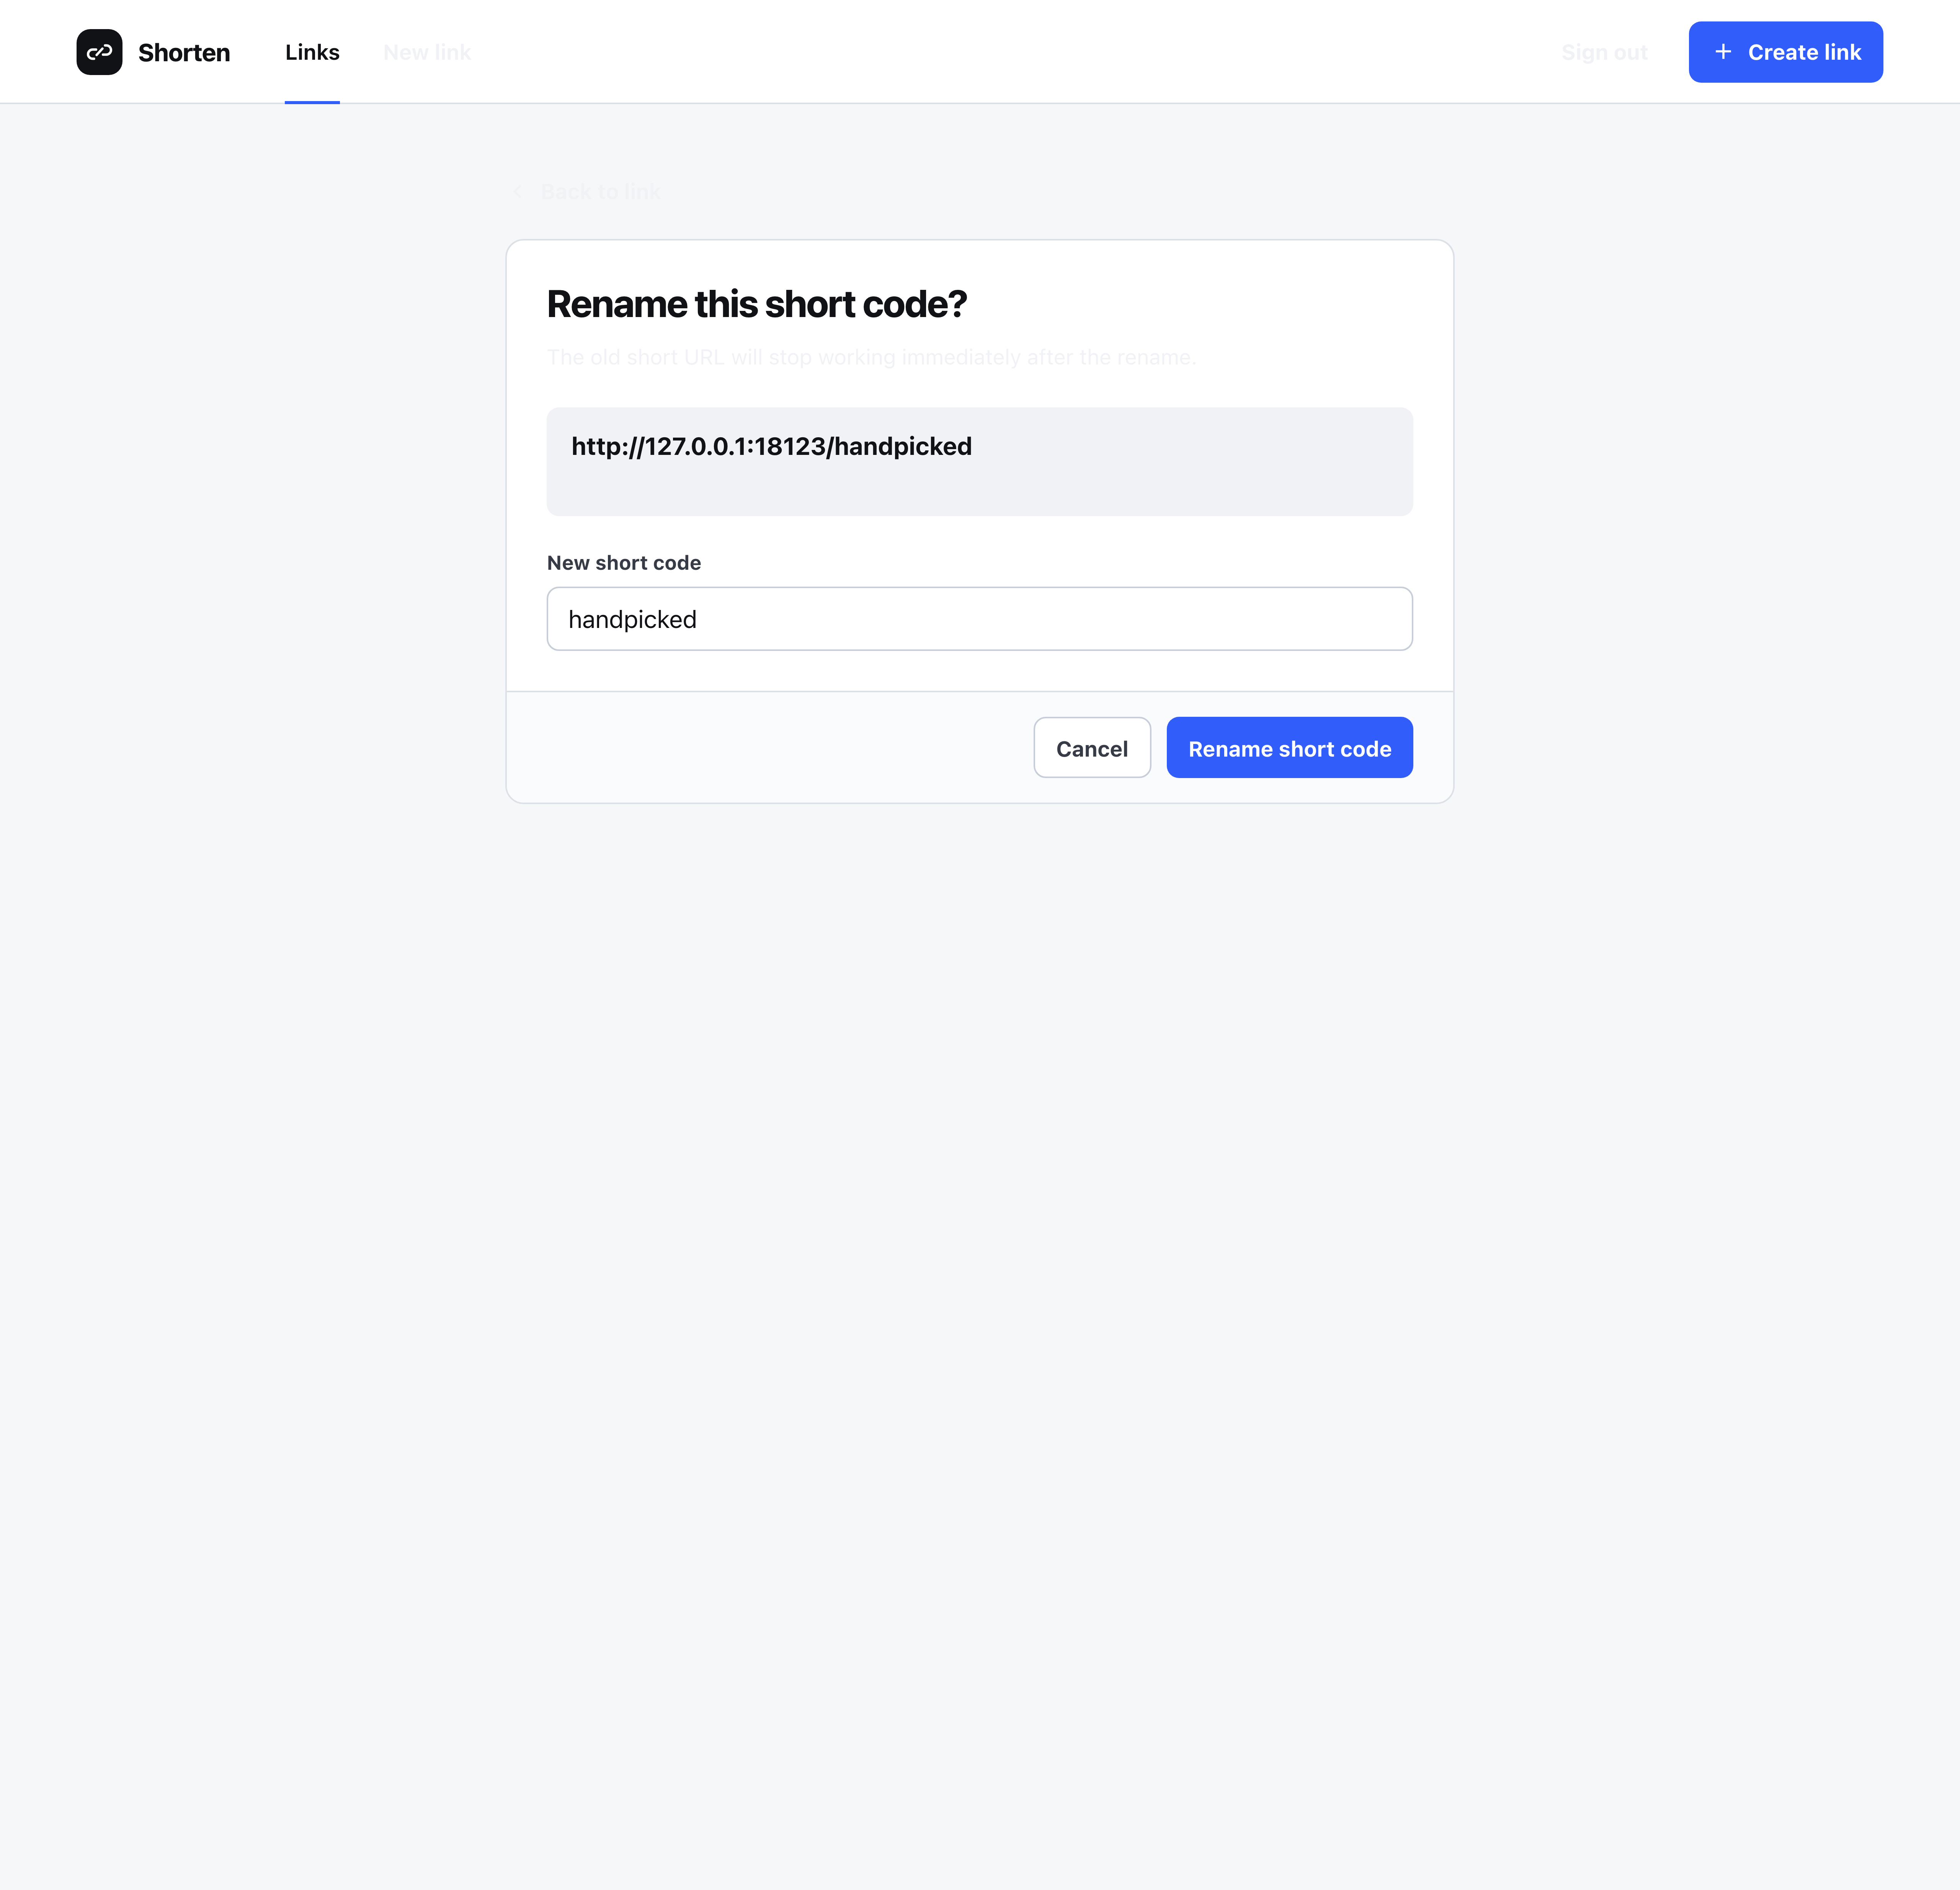 Shorten
Links
New link
Sign out
Create link
Back to link
Rename this short code?
The old short URL will stop working immediately after the rename.
http://127.0.0.1:18123/handpicked
New short code
handpicked
Cancel
Rename short code